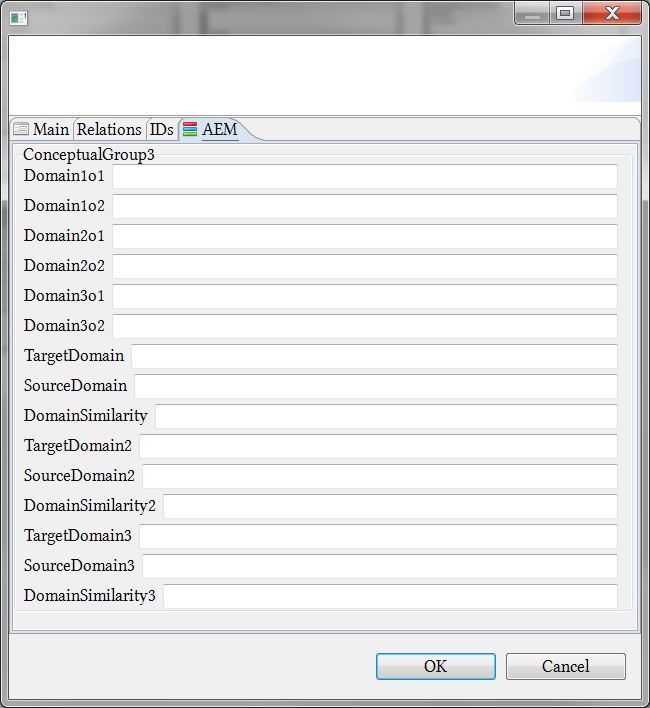 Main Relations IDs AEM
ConceptualGroup3
Domain1o1
Domain1o2
Domain2o1
Domain2o2
Domain3o1
Domain3o2
TargetDomain
SourceDomain
DomainSimilarity
TargetDomain2
SourceDomain2
DomainSimilarity2
TargetDomain3
SourceDomain3
DomainSimilarity3
OK Cancel